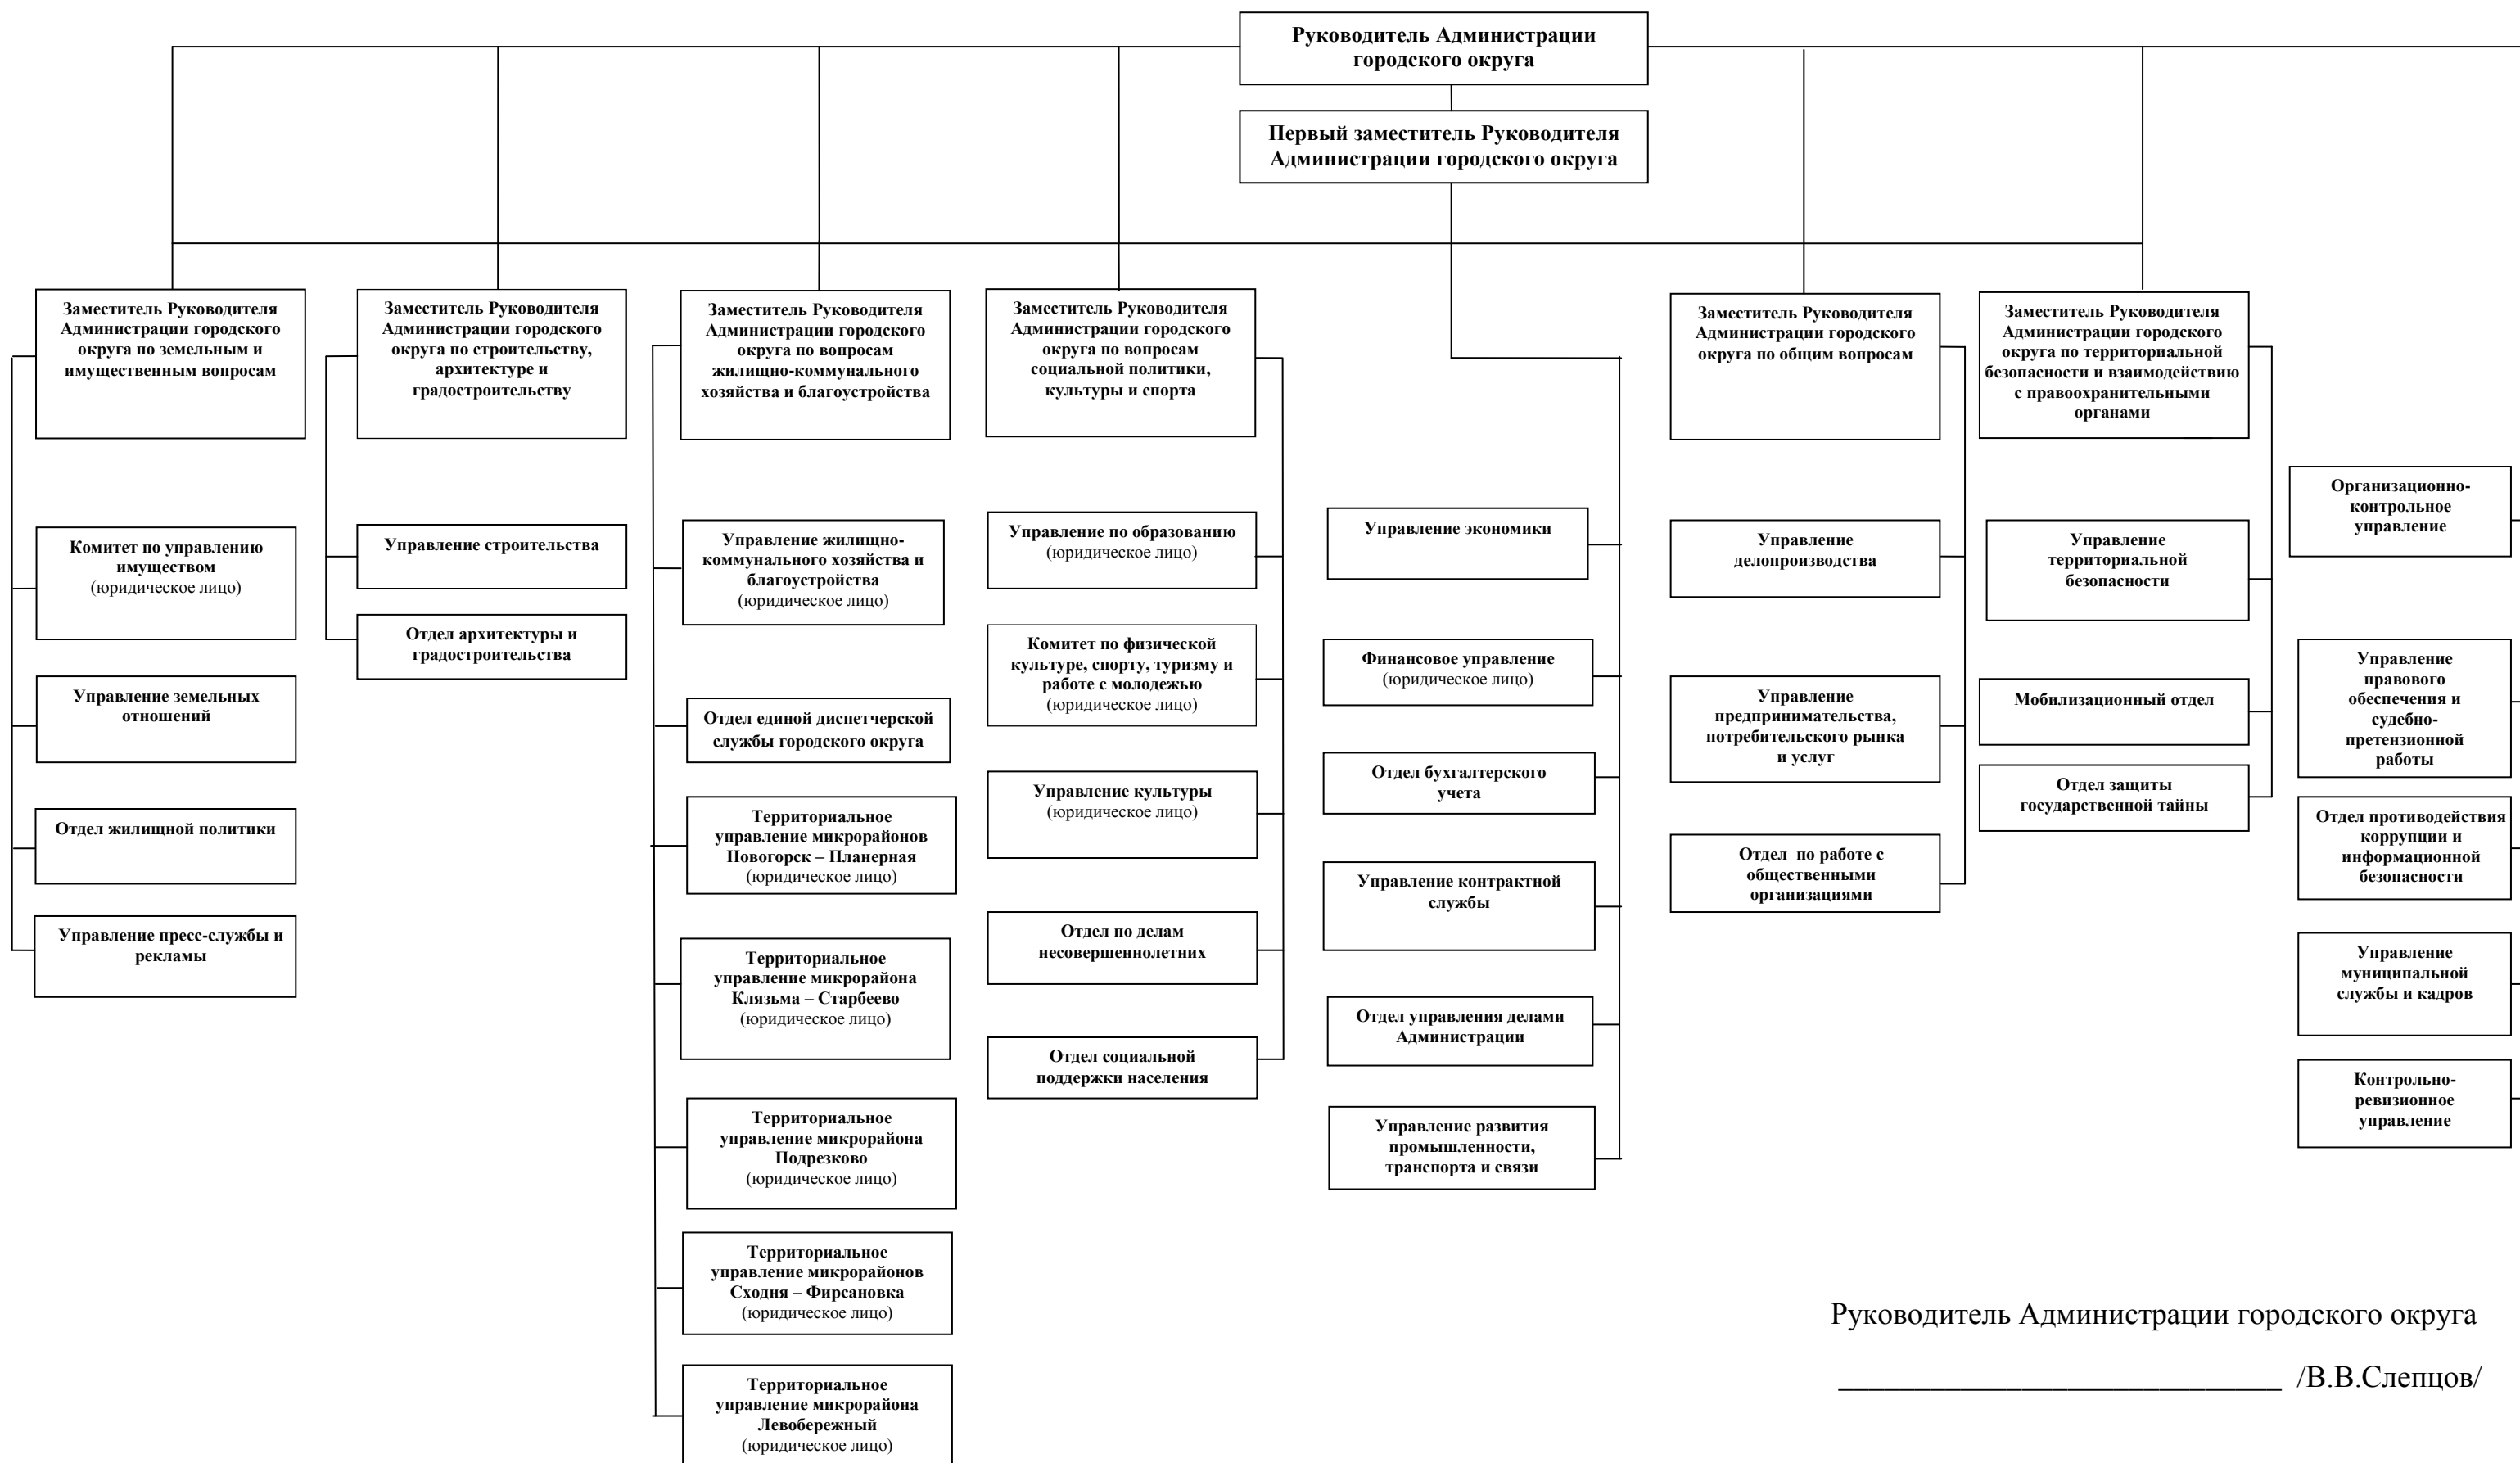 Руководитель Администрации
городского округа
Первый заместитель Руководителя
Администрации городского округа
Заместитель Руководителя
Администрации городского
округа по земельным и
имущественным вопросам
Комитет по управлению
имуществом
(юридическое лицо)
Управление земельных
отношений
Отдел жилищной политики
Управление пресс-службы и
рекламы
Заместитель Руководителя
Администрации городского
округа по строительству,
архитектуре и
градостроительству
Управление строительства
Отдел архитектуры и
градостроительства
Заместитель Руководителя
Администрации городского
округа по вопросам
жилищно-коммунального
хозяйства и благоустройства
Управление жилищно-
коммунального хозяйства и
благоустройства
(юридическое лицо)
Отдел единой диспетчерской
службы городского округа
Территориальное
управление микрорайонов
Новогорск – Планерная
(юридическое лицо)
Территориальное
управление микрорайона
Клязьма – Старбеево
(юридическое лицо)
Территориальное
управление микрорайона
Подрезково
(юридическое лицо)
Территориальное
управление микрорайонов
Сходня – Фирсановка
(юридическое лицо)
Территориальное
управление микрорайона
Левобережный
(юридическое лицо)
Заместитель Руководителя
Администрации городского
округа по вопросам
социальной политики,
культуры и спорта
Управление по образованию
(юридическое лицо)
Комитет по физической
культуре, спорту, туризму и
работе с молодежью
(юридическое лицо)
Управление культуры
(юридическое лицо)
Отдел по делам
несовершеннолетних
Отдел социальной
поддержки населения
Управление экономики
Финансовое управление
(юридическое лицо)
Отдел бухгалтерского
учета
Управление контрактной
службы
Отдел управления делами
Администрации
Управление развития
промышленности,
транспорта и связи
Заместитель Руководителя
Администрации городского
округа по общим вопросам
Управление
делопроизводства
Управление
предпринимательства,
потребительского рынка
и услуг
Отдел по работе с
общественными
организациями
Заместитель Руководителя
Администрации городского
округа по территориальной
безопасности и взаимодействию
с правоохранительными
органами
Управление
территориальной
безопасности
Мобилизационный отдел
Отдел защиты
государственной тайны
Организационно-
контрольное
управление
Управление
правового
обеспечения и
судебно-
претензионной
работы
Отдел противодействия
коррупции и
информационной
безопасности
Управление
муниципальной
службы и кадров
Контрольно-
ревизионное
управление
Руководитель Администрации городского округа
_____________________________ /В.В.Слепцов/